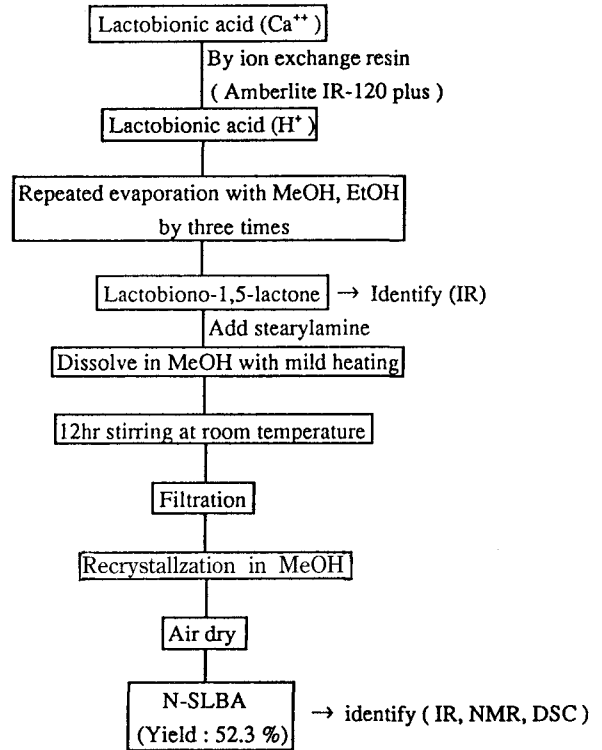 Lactobionic acid (Ca++)
By ion exchange resin
( Amberlite IR-120 plus )
Lactobionic acid (H+)
Repeated evaporation with MeOH, EtOH
by three times
Lactobiono-1,5-lactone → Identify (IR)
Add stearylamine
Dissolve in MeOH with mild heating
12hr stirring at room temperature
Filtration
Recrystallzation in MeOH
Air dry
N-SLBA
(Yield : 52.3 %) → identify ( IR, NMR, DSC )